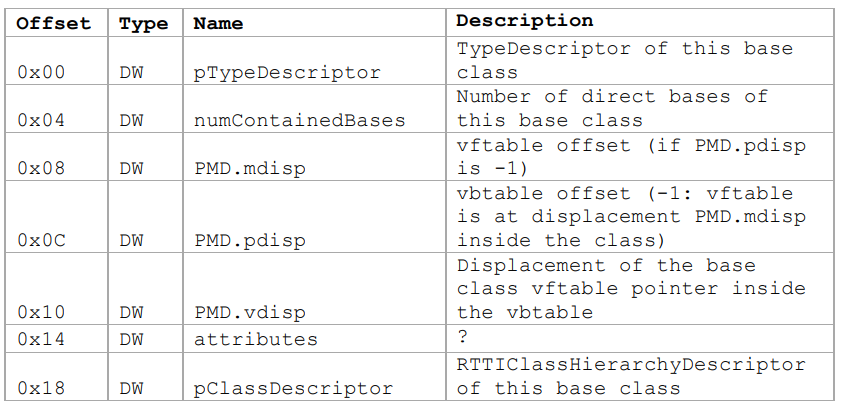 Offset Type Name Description
TypeDescriptor of this base
0x00 DW pTypeDescriptor class
Number of direct bases of
0x04 DW numContainedBases this base class
vftable offset (if PMD.pdisp
0x08 DW PMD.mdisp is -1)
vbtable offset (-1: vftable
is at displacement PMD.mdisp
0x0C DW PMD.pdisp inside the class)
Displacement of the base
class vftable pointer inside
0x10 DW PMD.vdisp the vbtable
0x14 DW attributes ?
RTTIClassHierarchyDescriptor
0x18 DW pClassDescriptor of this base class